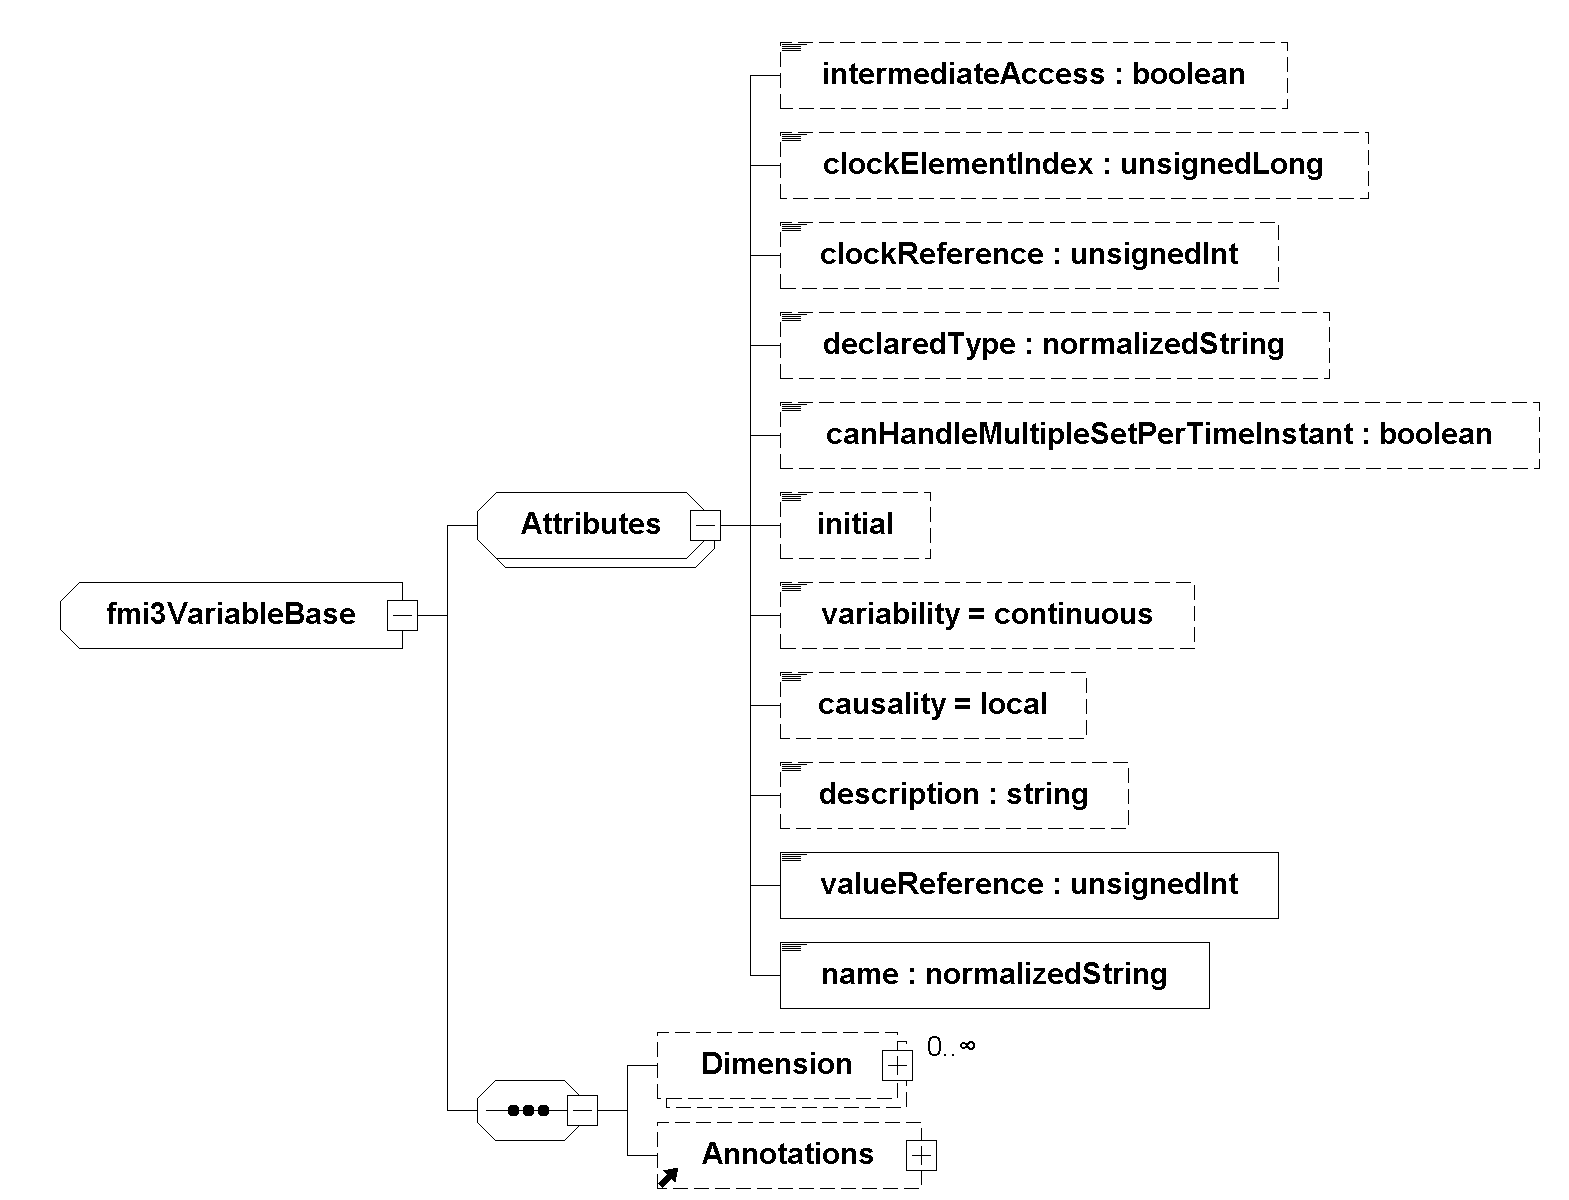 intermediateAccess : boolean
clockElementIndex : unsignedLong
clockReference : unsignedInt
declaredType : normalizedString
canHandleMultipleSetPerTimeInstant : boolean
Attributes
initial
fmi3VariableBase
variability = continuous
causality = local
description : string
valueReference : unsignedInt
name : normalizedString
Dimension
0..∞
Annotations